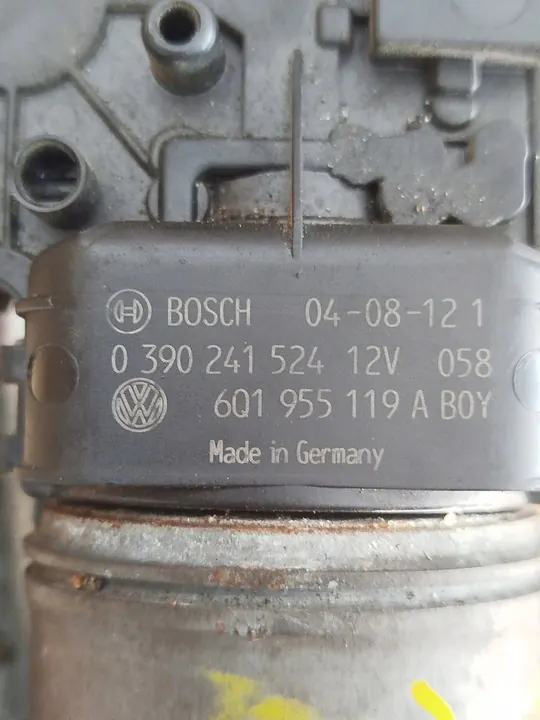 BOSCH 04-08-12 1
0 390 241 524 12V 058
6Q1 955 119 A BOY
Made in Germany